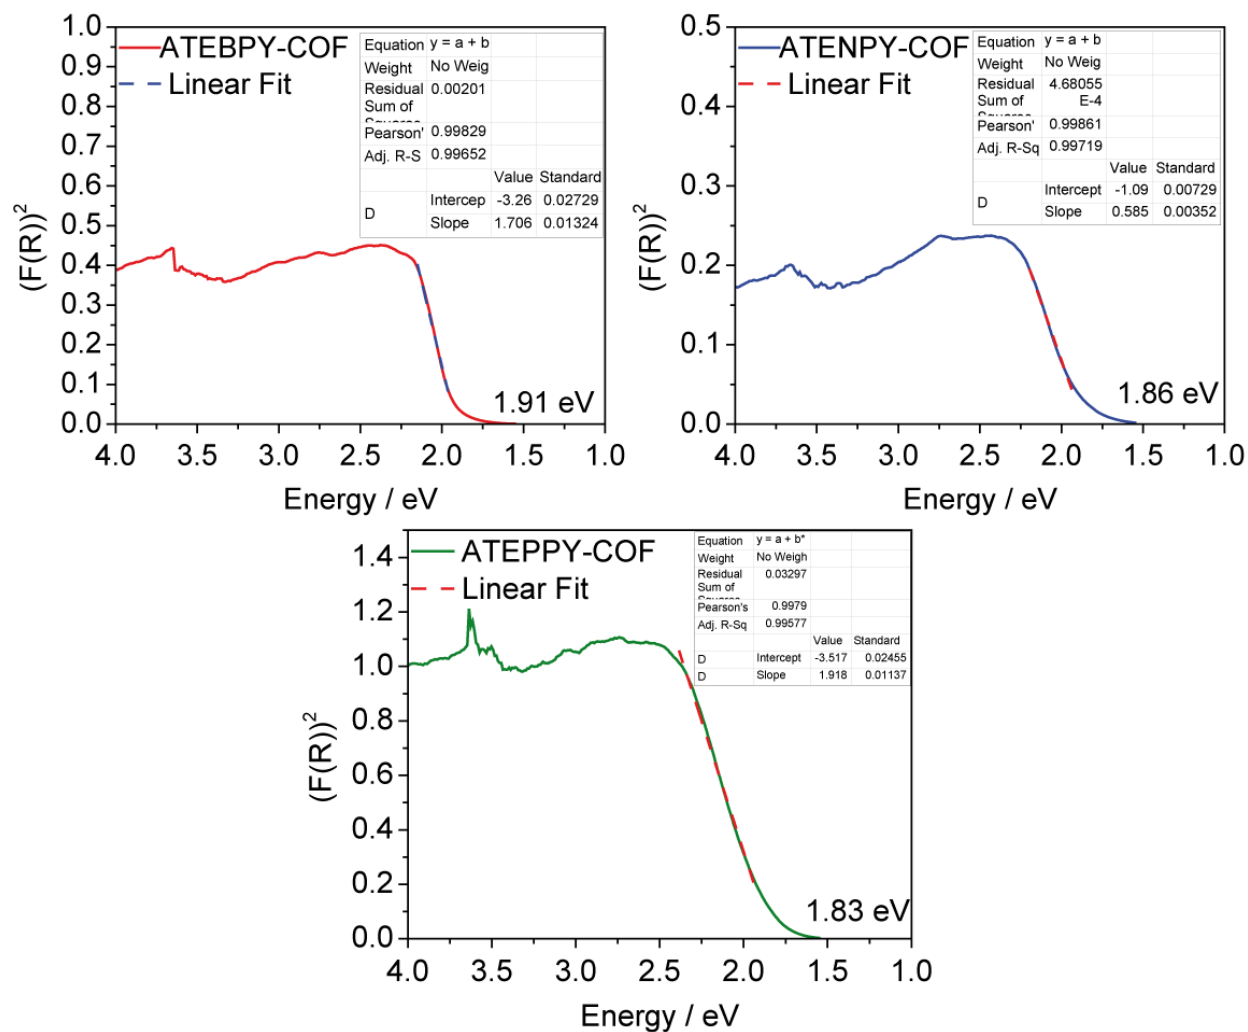 ATEBPY-COF
Linear Fit
Equation y = a + b
Weight No Weig
Residual 0.00201
Sum of
Pearson' 0.99829
Adj. R-S 0.99652
Value Standard
D
Intercep -3.26 0.02729
Slope 1.706 0.01324
1.0
0.9
0.8
0.7
0.6
0.5
0.4
0.3
0.2
0.1
0.0
(F(R))²
1.91 eV
4.0 3.5 3.0 2.5 2.0 1.5 1.0
Energy / eV
ATENPY-COF
Linear Fit
Equation y = a + b
Weight No Weig
Residual 4.68055
Sum of E-4
Pearson' 0.99861
Adj. R-Sq 0.99719
Value Standard
D
Intercept -1.09 0.00729
Slope 0.585 0.00352
0.5
0.4
0.3
0.2
0.1
0.0
(F(R))²
1.86 eV
4.0 3.5 3.0 2.5 2.0 1.5 1.0
Energy / eV
ATEPPY-COF
Linear Fit
Equation y = a + b*
Weight No Weigh
Residual 0.03297
Sum of
Pearson's 0.9979
Adj. R-Sq 0.99577
Value Standard
D Intercept -3.517 0.02455
D Slope 1.918 0.01137
1.4
1.2
1.0
0.8
0.6
0.4
0.2
0.0
(F(R))²
1.83 eV
4.0 3.5 3.0 2.5 2.0 1.5 1.0
Energy / eV